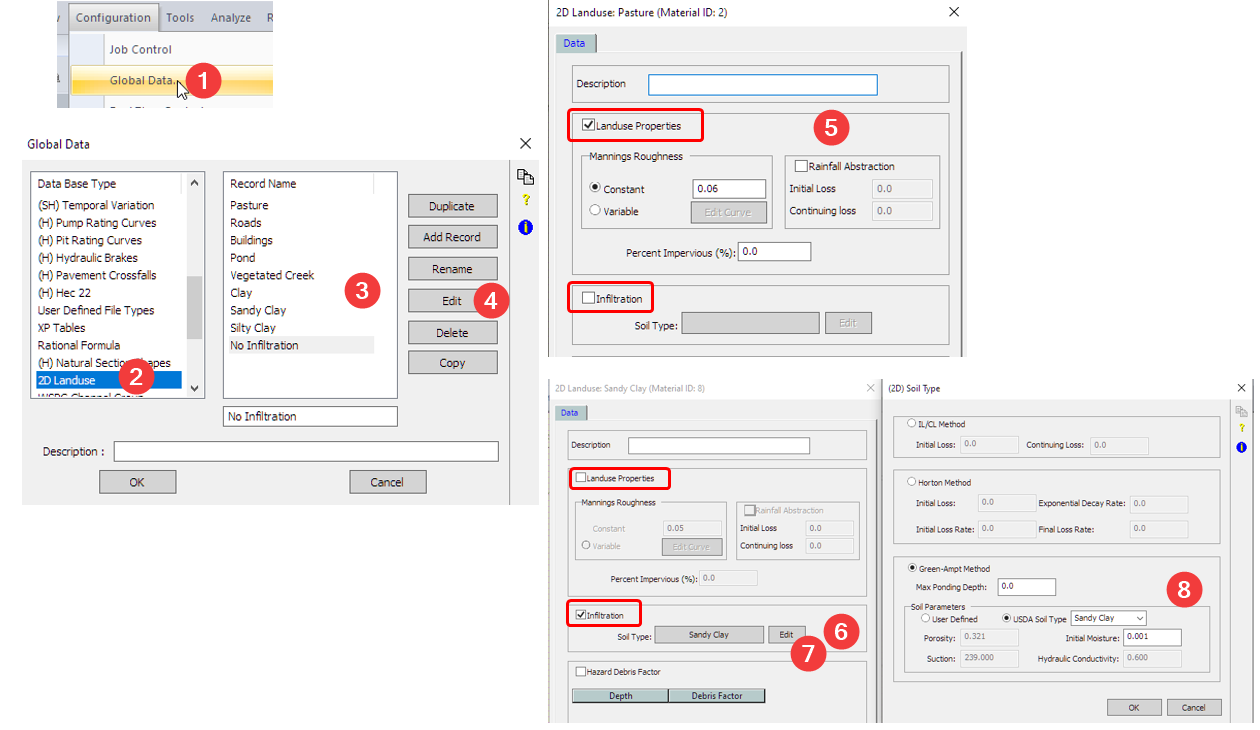 Configuration Tools Analyze R
Job Control
Global Data...
1
Global Data
Data Base Type
(SH) Temporal Variation
(H) Pump Rating Curves
(H) Pit Rating Curves
(H) Hydraulic Brakes
(H) Pavement Crossfalls
(H) Hec 22
User Defined File Types
XP Tables
Rational Formula
(H) Natural Section Shapes
2D Landuse
2
Record Name
Pasture
Roads
Buildings
Pond
Vegetated Creek
Clay
Sandy Clay
Silty Clay
No Infiltration
3
No Infiltration
Duplicate
Add Record
Rename
Edit
4
Delete
Copy
Description :
OK Cancel
2D Landuse: Pasture (Material ID: 2)
Data
Description
Landuse Properties
5
Mannings Roughness
Constant 0.06
Variable Edit Curve
Rainfall Abstraction
Initial Loss 0.0
Continuing loss 0.0
Percent Impervious (%): 0.0
Infiltration
Soil Type: Edit
2D Landuse: Sandy Clay (Material ID: 8)
Data
Description
Landuse Properties
Mannings Roughness
Constant 0.05
Variable Edit Curve
Rainfall Abstraction
Initial Loss 0.0
Continuing loss 0.0
Percent Impervious (%): 0.0
Infiltration
6
Soil Type: Sandy Clay Edit
7
Hazard Debris Factor
Depth Debris Factor
(2D) Soil Type
IL/CL Method
Initial Loss: 0.0 Continuing Loss: 0.0
Horton Method
Initial Loss: 0.0 Exponential Decay Rate: 0.0
Initial Loss Rate: 0.0 Final Loss Rate: 0.0
Green-Ampt Method
Max Ponding Depth: 0.0
8
Soil Parameters
User Defined USDA Soil Type Sandy Clay
Porosity: 0.321 Initial Moisture: 0.001
Suction: 239.000 Hydraulic Conductivity: 0.600
OK Cancel